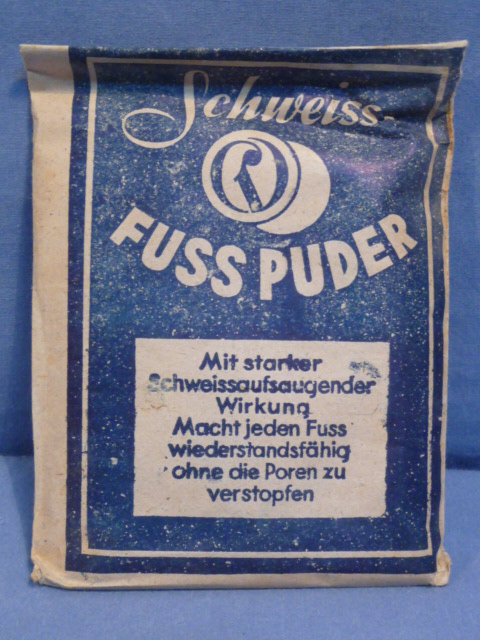 Schweiss-
R
FUSS PUDER
Mit starker
Schweissaufsaugender
Wirkung
Macht jeden Fuss
wiederstandsfähig
ohne die Poren zu
verstopfen